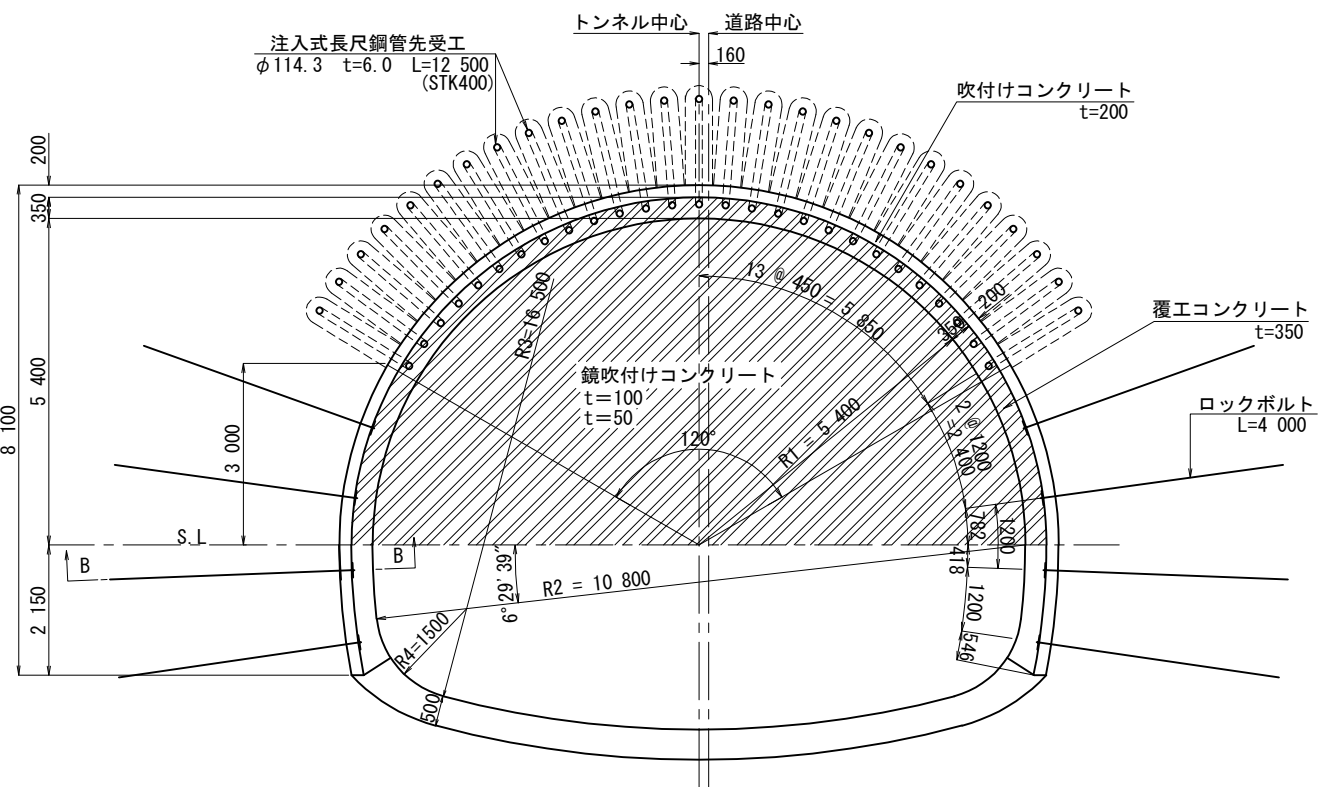 トンネル中心
道路中心
160
注入式長尺鋼管先受工
φ114.3 t=6.0 L=12 500
(STK400)
吹付けコンクリート
t=200
200
350
5 400
8 100
3 000
2 150
R3=16 500
13 @ 450 = 5 850
200
350
覆工コンクリート
t=350
鏡吹付けコンクリート
t=100
t=50
120°
R1 = 5 400
2 @1200
=2 400
ロックボルト
L=4 000
782
1200
418
S.L
B
B
6°29′39″
R2 = 10 800
1200
546
R4=1500
500